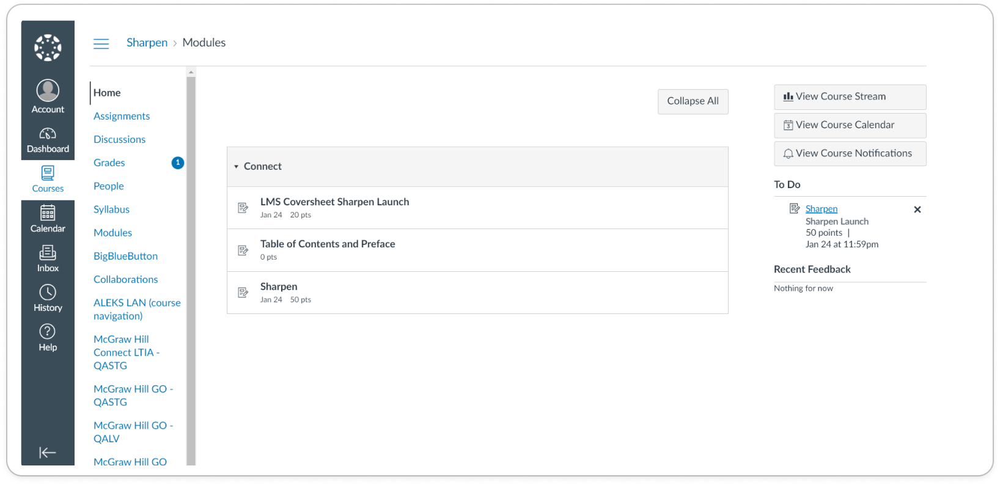 Sharpen › Modules
Account
Dashboard
Courses
Calendar
Inbox
History
Help
Home
Assignments
Discussions
Grades 1
People
Syllabus
Modules
BigBlueButton
Collaborations
ALEKS LAN (course
navigation)
McGraw Hill
Connect LTIA -
QASTG
McGraw Hill GO -
QASTG
McGraw Hill GO -
QALV
McGraw Hill GO
Collapse All
Connect
LMS Coversheet Sharpen Launch
Jan 24 20 pts
Table of Contents and Preface
0 pts
Sharpen
Jan 24 50 pts
View Course Stream
3 View Course Calendar
View Course Notifications
To Do
Sharpen
Sharpen Launch
50 points |
Jan 24 at 11:59pm
Recent Feedback
Nothing for now